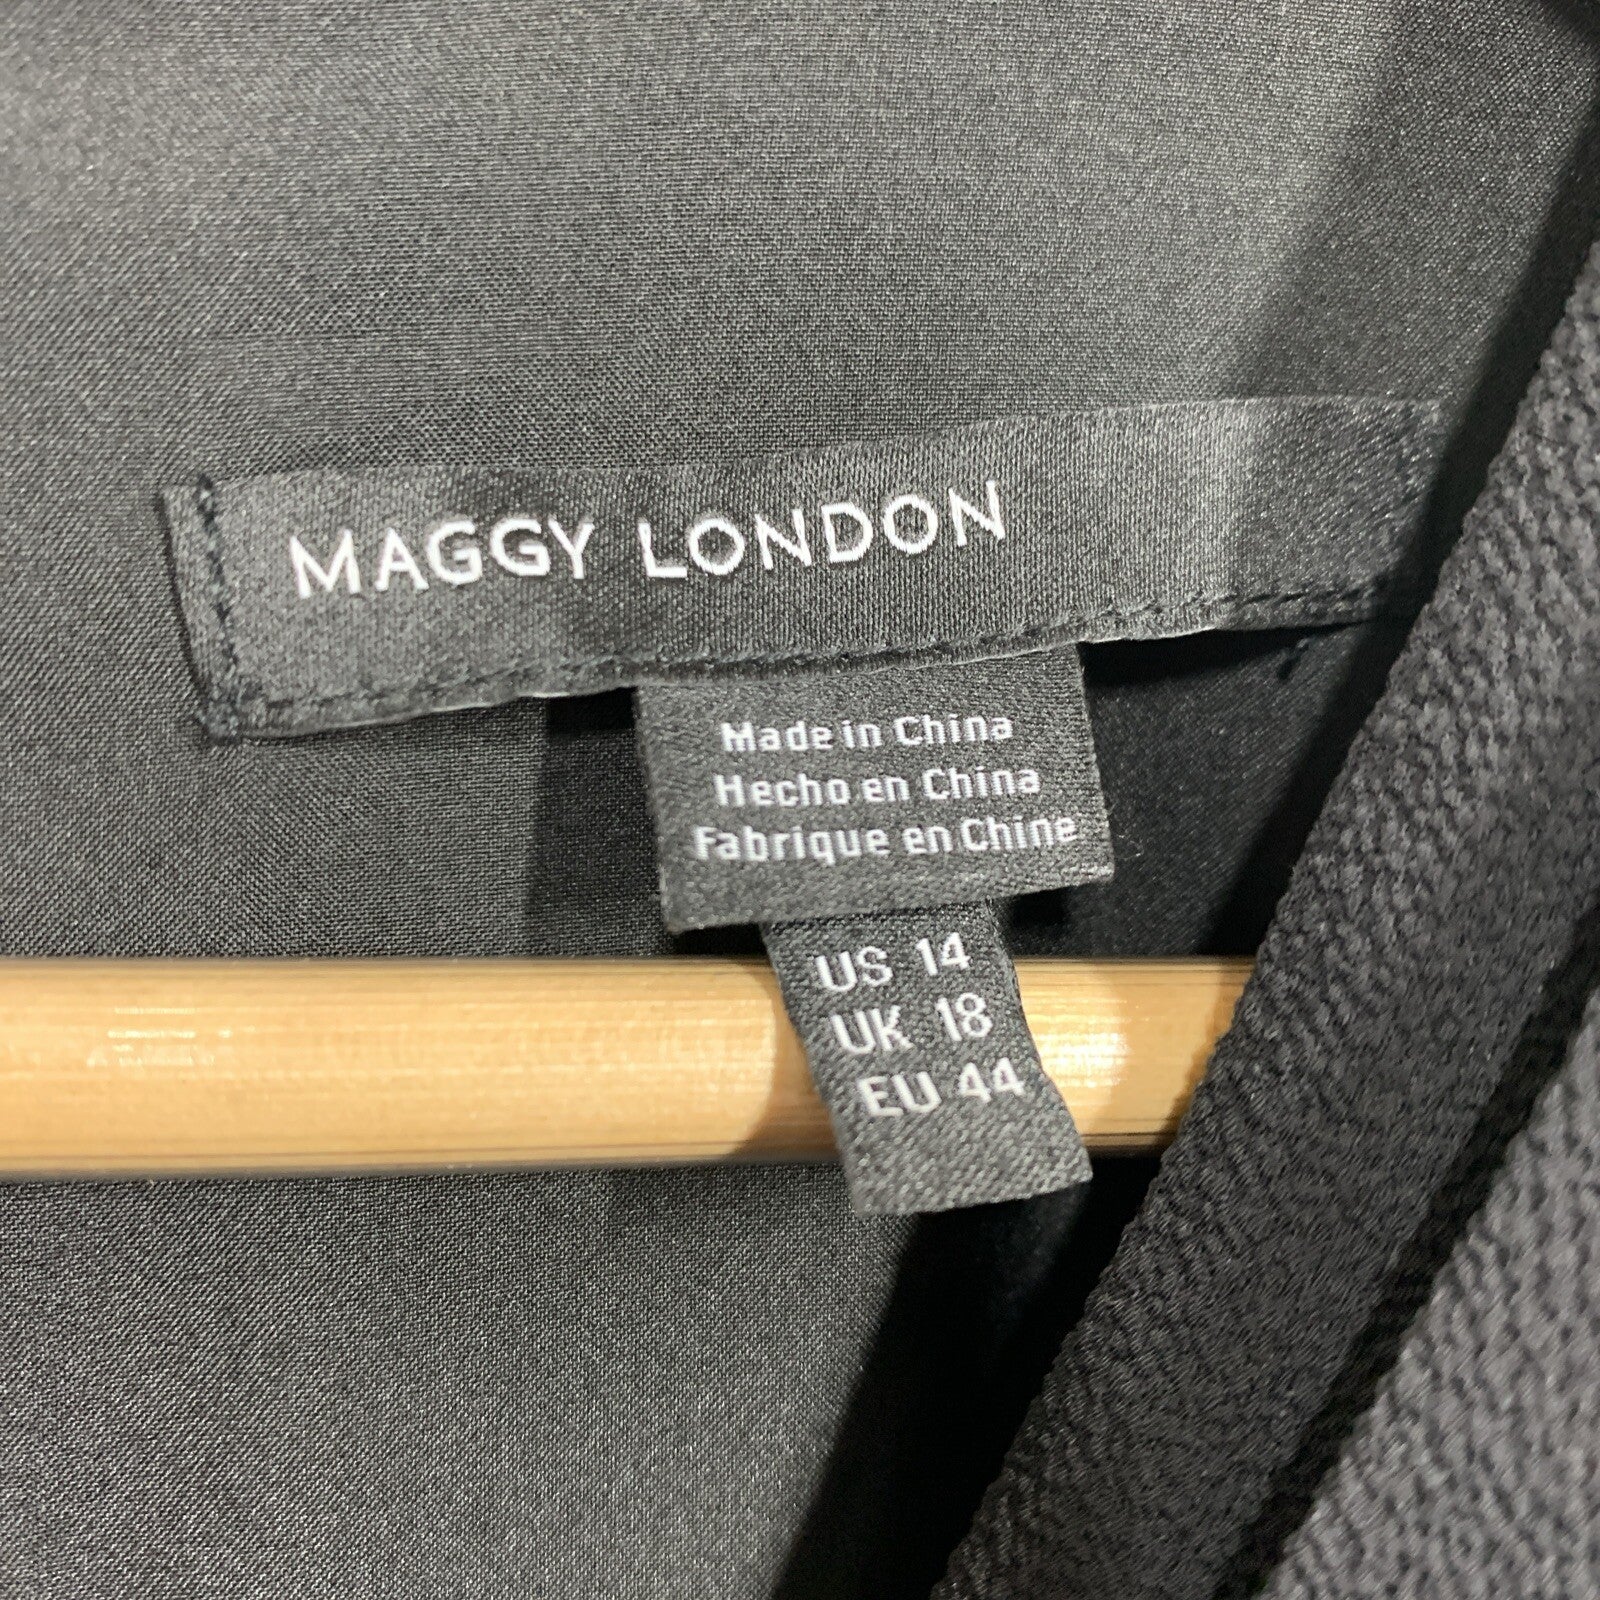 MAGGY LONDON
Made in China
Hecho en China
Fabrique en Chine
US 14
UK 18
EU 44